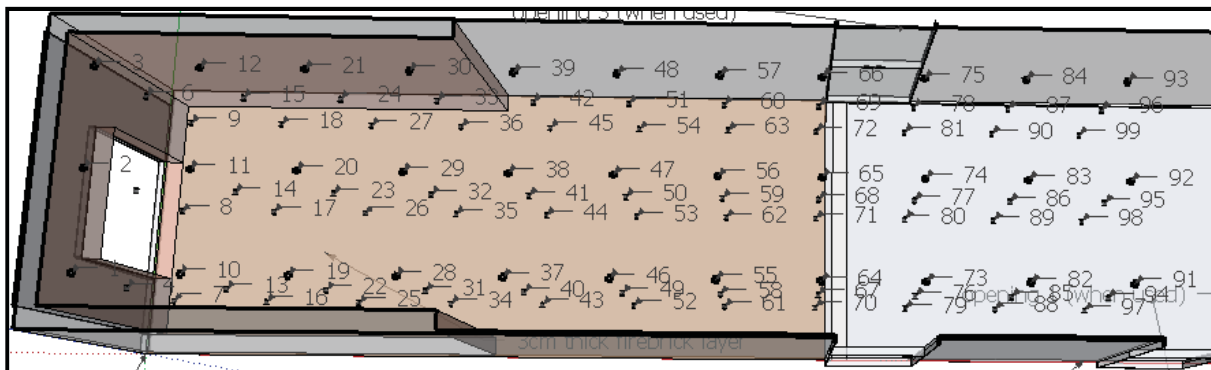 opening 3 (when used)
3 12 21 30 39 48 57 66 75 84 93
6 15 24 33 42 51 60 69 78 87 96
9 18 27 36 45 54 63 72 81 90 99
2 11 20 29 38 47 56 65 74 83 92
14 23 32 41 50 59 68 77 86 95
8 17 26 35 44 53 62 71 80 89 98
1 10 19 28 37 46 55 64 73 82 91
4 13 22 31 40 49 58 67 76 85 94
7 16 25 34 43 52 61 70 79 88 97
opening 1 (when used)
3cm thick firebrick layer